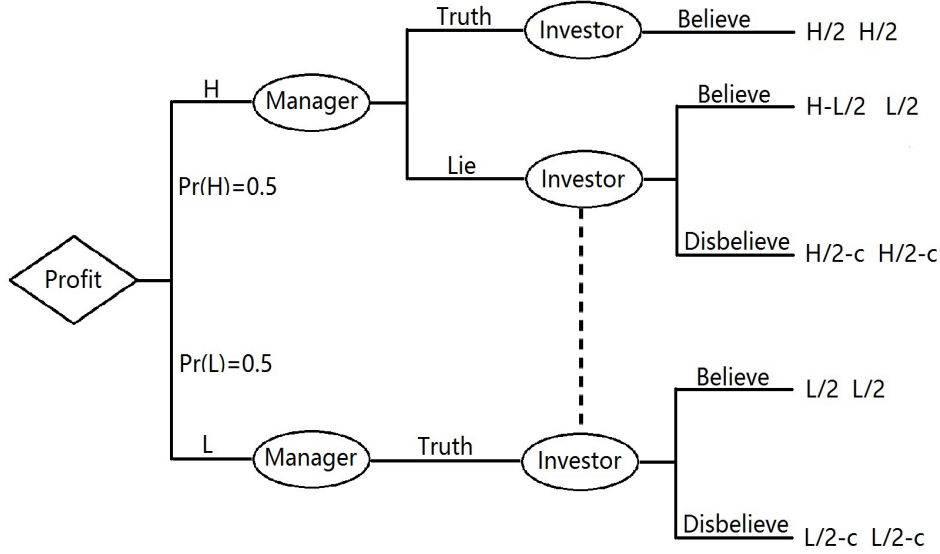 Truth
Investor
Believe
H/2 H/2
H
Manager
Believe
H-L/2 L/2
Lie
Investor
Pr(H)=0.5
Disbelieve
H/2-c H/2-c
Profit
Pr(L)=0.5
Believe
L/2 L/2
L
Manager
Truth
Investor
Disbelieve
L/2-c L/2-c